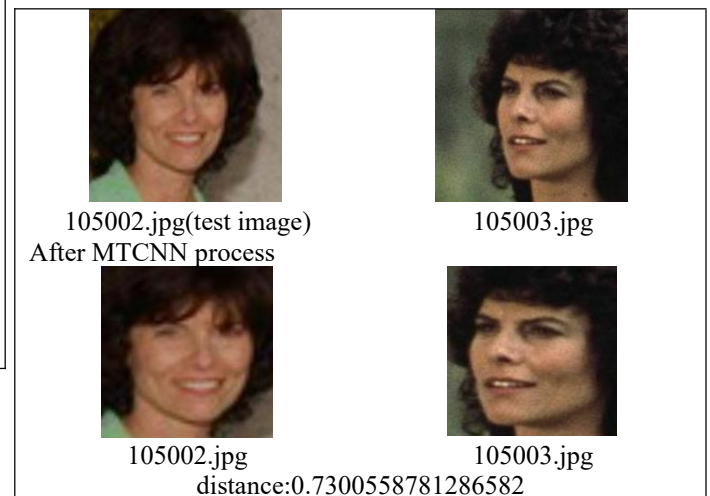 105002.jpg(test image) 105003.jpg
After MTCNN process
105002.jpg 105003.jpg
distance:0.7300558781286582